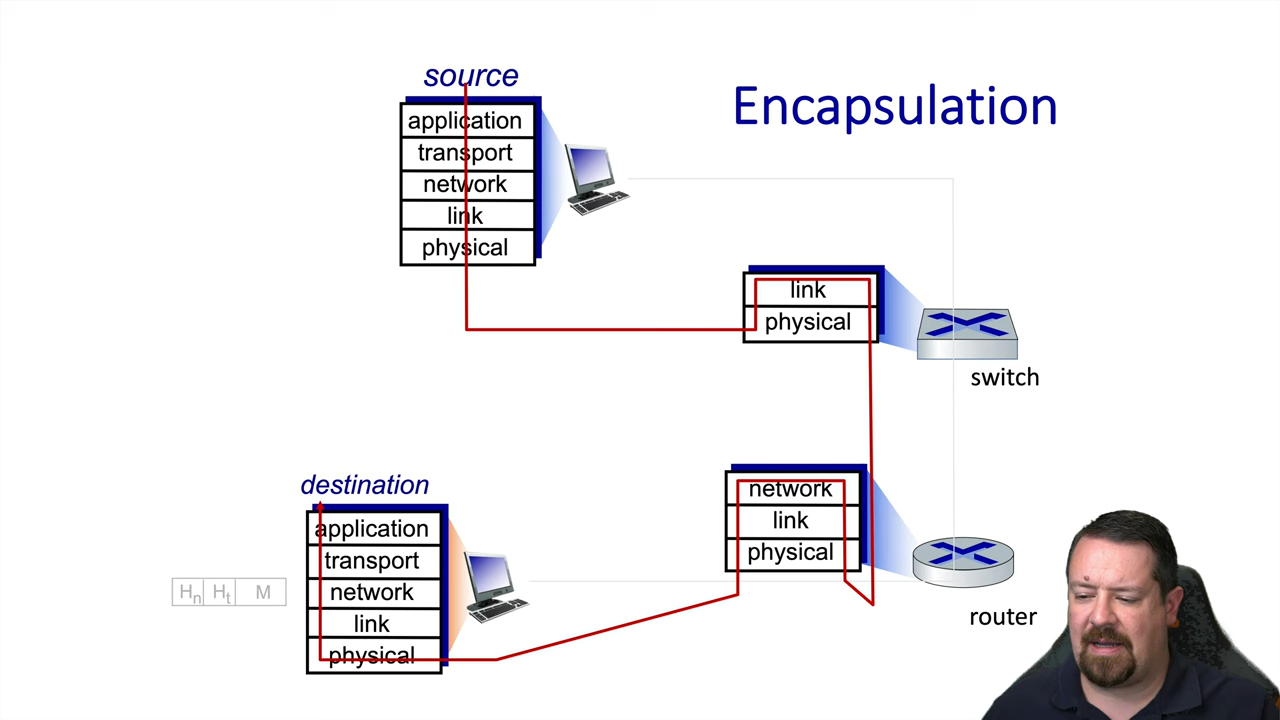 source
Encapsulation
application
transport
network
link
physical
link
physical
switch
destination
application
transport
network
link
physical
network
link
physical
router
Hn Ht M